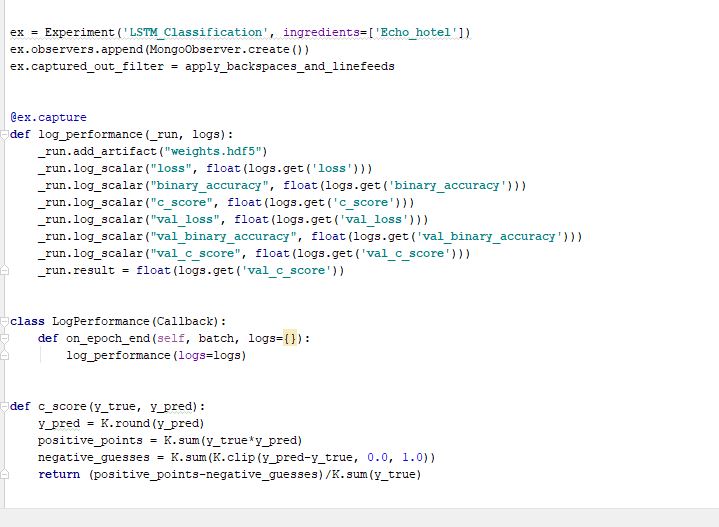 ex = Experiment('LSTM_Classification', ingredients=['Echo_hotel'])
ex.observers.append(MongoObserver.create())
ex.captured_out_filter = apply_backspaces_and_linefeeds
@ex.capture
def log_performance(_run, logs):
    _run.add_artifact("weights.hdf5")
    _run.log_scalar("loss", float(logs.get('loss')))
    _run.log_scalar("binary_accuracy", float(logs.get('binary_accuracy')))
    _run.log_scalar("c_score", float(logs.get('c_score')))
    _run.log_scalar("val_loss", float(logs.get('val_loss')))
    _run.log_scalar("val_binary_accuracy", float(logs.get('val_binary_accuracy')))
    _run.log_scalar("val_c_score", float(logs.get('val_c_score')))
    _run.result = float(logs.get('val_c_score'))
class LogPerformance(Callback):
    def on_epoch_end(self, batch, logs={}):
        log_performance(logs=logs)
def c_score(y_true, y_pred):
    y_pred = K.round(y_pred)
    positive_points = K.sum(y_true*y_pred)
    negative_guesses = K.sum(K.clip(y_pred-y_true, 0.0, 1.0))
    return (positive_points-negative_guesses)/K.sum(y_true)